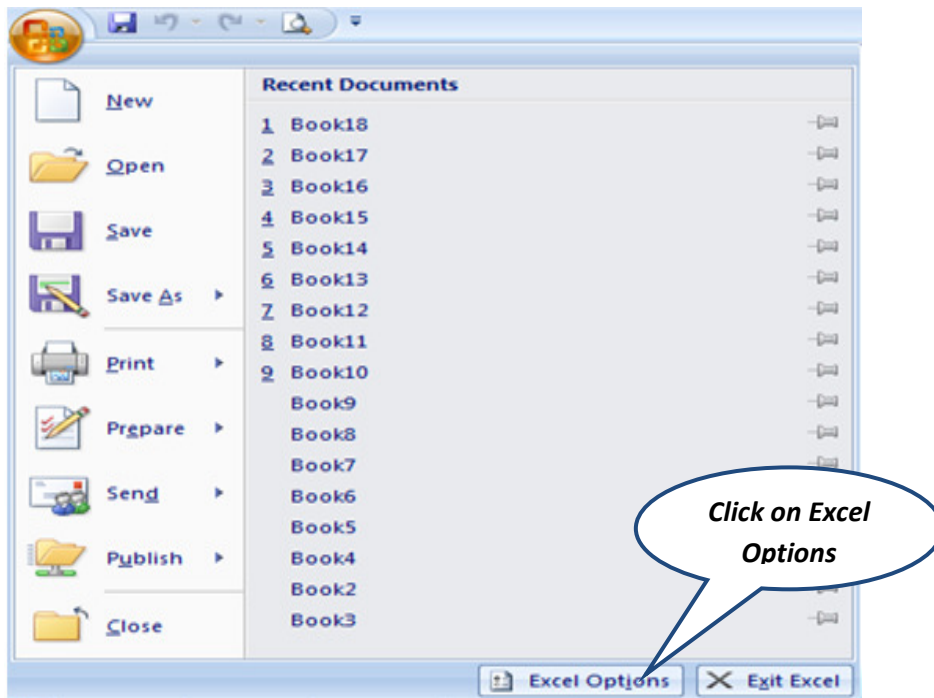 New
Open
Save
Save As
Print
Prepare
Send
Publish
Close
Recent Documents
1 Book18
2 Book17
3 Book16
4 Book15
5 Book14
6 Book13
7 Book12
8 Book11
9 Book10
Book9
Book8
Book7
Book6
Book5
Book4
Book2
Book3
Click on Excel
Options
Excel Options
Exit Excel